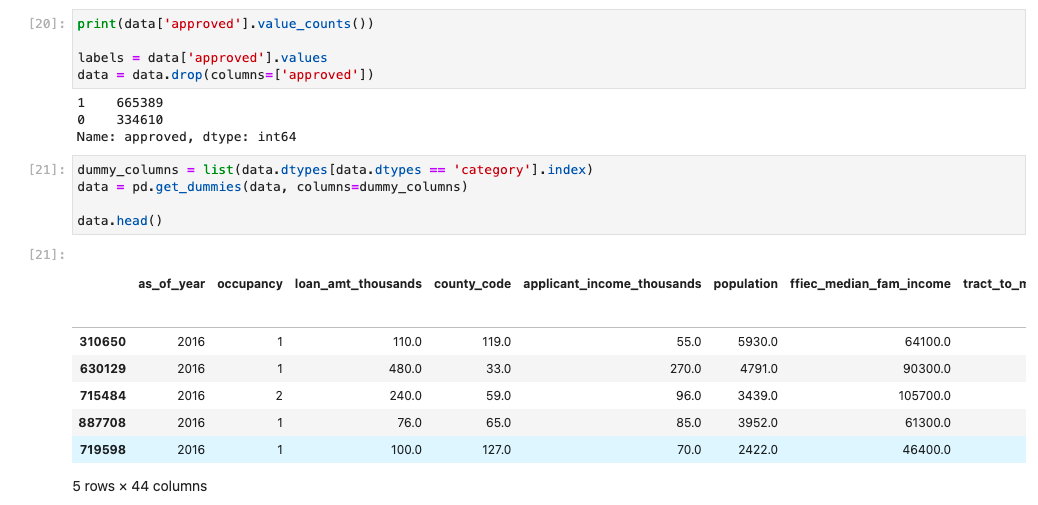 [20]: print(data['approved'].value_counts())
labels = data['approved'].values
data = data.drop(columns=['approved'])
1    665389
0    334610
Name: approved, dtype: int64
[21]: dummy_columns = list(data.dtypes[data.dtypes == 'category'].index)
data = pd.get_dummies(data, columns=dummy_columns)
data.head()
[21]:
as_of_year occupancy loan_amt_thousands county_code applicant_income_thousands population ffiec_median_fam_income tract_to_m
310650 2016 1 110.0 119.0 55.0 5930.0 64100.0
630129 2016 1 480.0 33.0 270.0 4791.0 90300.0
715484 2016 2 240.0 59.0 96.0 3439.0 105700.0
887708 2016 1 76.0 65.0 85.0 3952.0 61300.0
719598 2016 1 100.0 127.0 70.0 2422.0 46400.0
5 rows × 44 columns